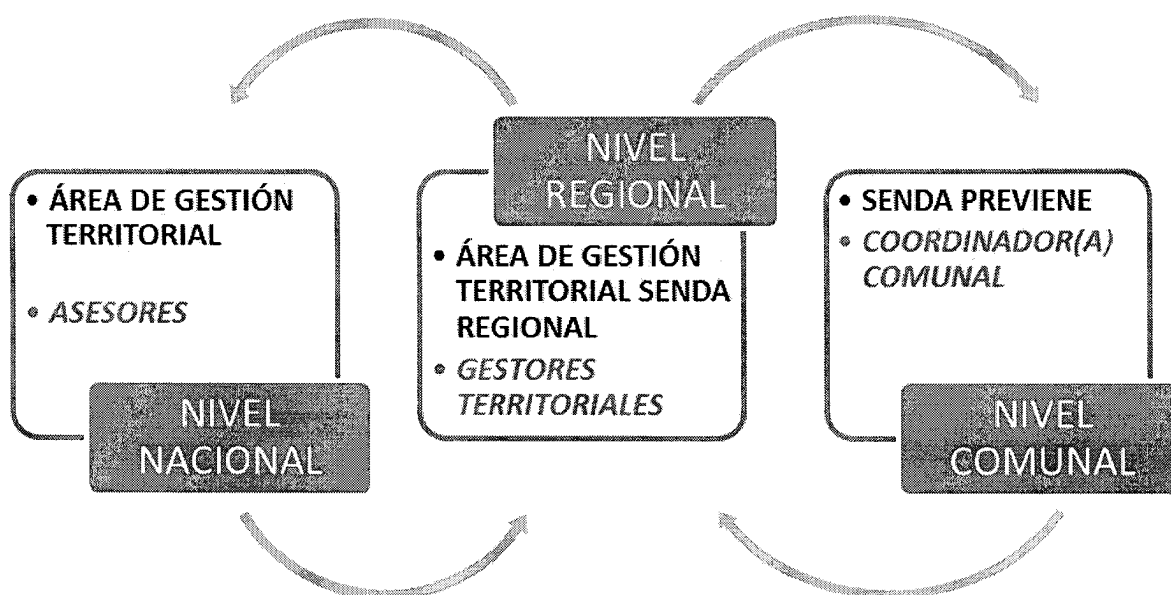 • ÁREA DE GESTIÓN
TERRITORIAL
• ASESORES
NIVEL
NACIONAL
NIVEL
REGIONAL
• ÁREA DE GESTIÓN
TERRITORIAL SENDA
REGIONAL
• GESTORES
TERRITORIALES
• SENDA PREVIENE
• COORDINADOR(A)
COMUNAL
NIVEL
COMUNAL